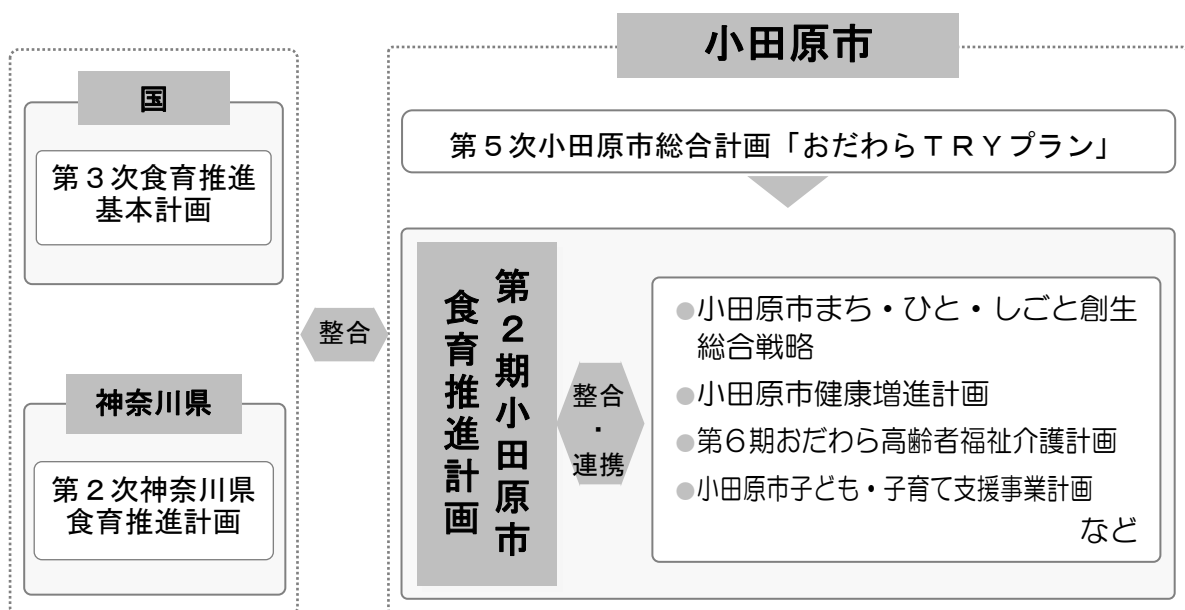 国
第３次食育推進
基本計画
神奈川県
第２次神奈川県
食育推進計画
整合
小田原市
第５次小田原市総合計画「おだわらＴＲＹプラン」
第２期小田原市
食育推進計画
整合
・
連携
●小田原市まち・ひと・しごと創生
総合戦略
●小田原市健康増進計画
●第６期おだわら高齢者福祉介護計画
●小田原市子ども・子育て支援事業計画
など